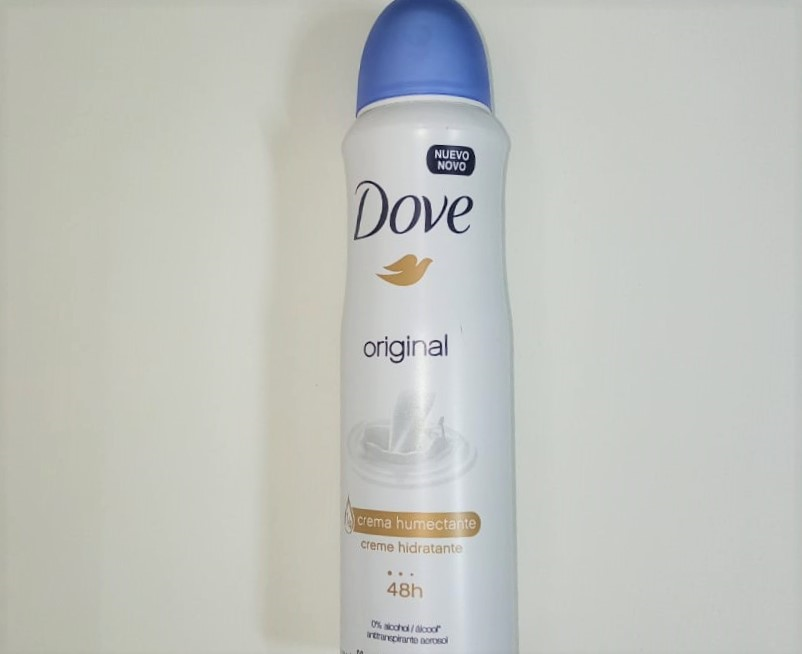 NUEVO
NOVO
Dove
original
crema humectante
creme hidratante
48h
0% alcohol / álcool*
antitranspirante aerosol